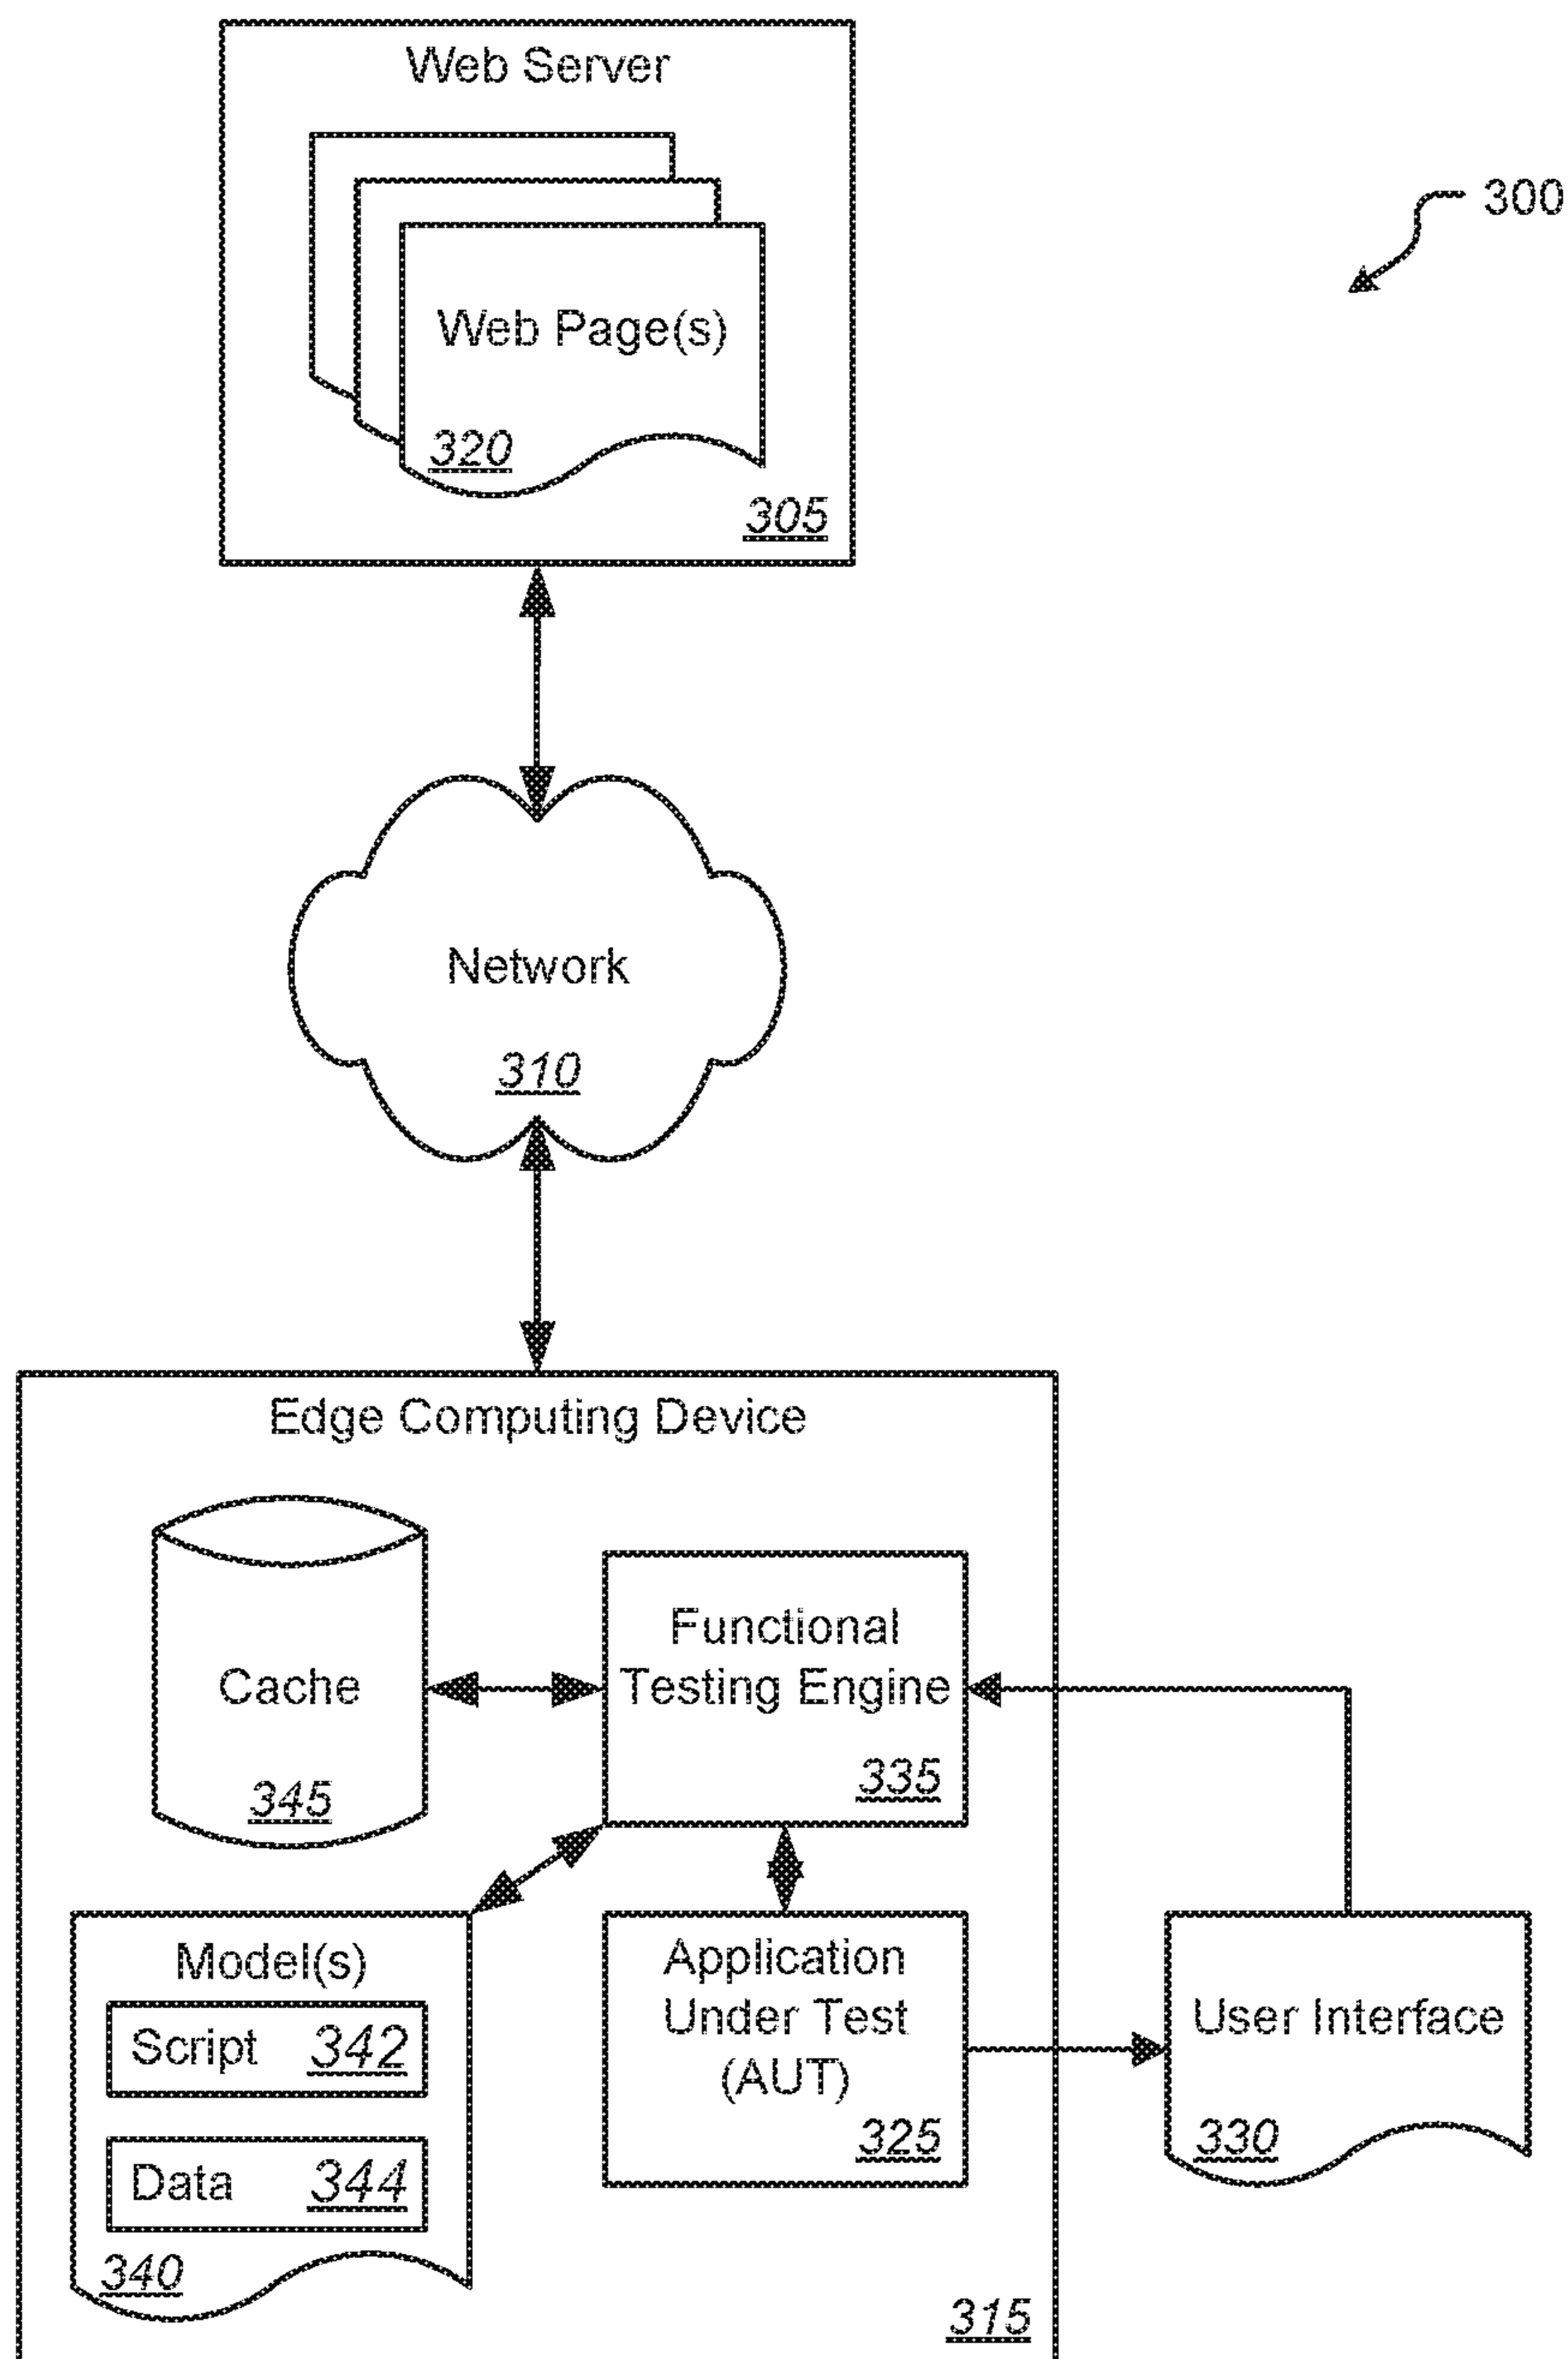 Web Server
300
Web Page(s)
320
305
Network
310
Edge Computing Device
Functional
Testing Engine
335
Cache
345
Model(s)
Script 342
Data 344
340
Application
Under Test
(AUT)
325
User Interface
330
315